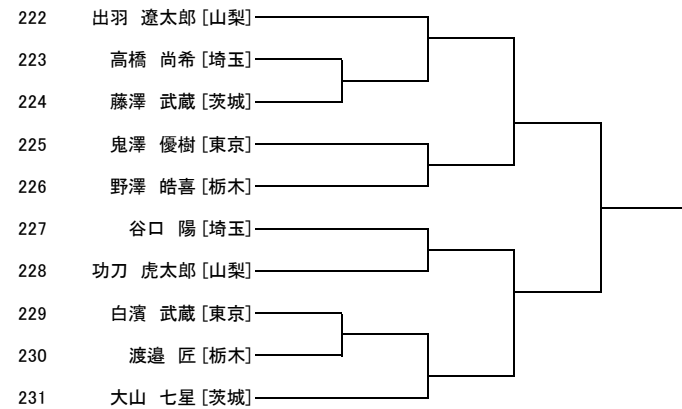 222 出羽 遼太郎 [山梨]
223 高橋 尚希 [埼玉]
224 藤澤 武蔵 [茨城]
225 鬼澤 優樹 [東京]
226 野澤 皓喜 [栃木]
227 谷口 陽 [埼玉]
228 功刀 虎太郎 [山梨]
229 白濱 武蔵 [東京]
230 渡邉 匠 [栃木]
231 大山 七星 [茨城]